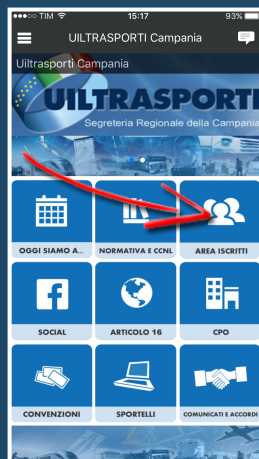 TIM 15:17 93%
UILTRASPORTI Campania
Uiltrasporti Campania
UILTRASPORTI
Segreteria Regionale della Campania
OGGI SIAMO A...
NORMATIVA E CCNL
AREA ISCRITTI
SOCIAL
ARTICOLO 16
CPO
CONVENZIONI
SPORTELLI
COMUNICATI E ACCORDI